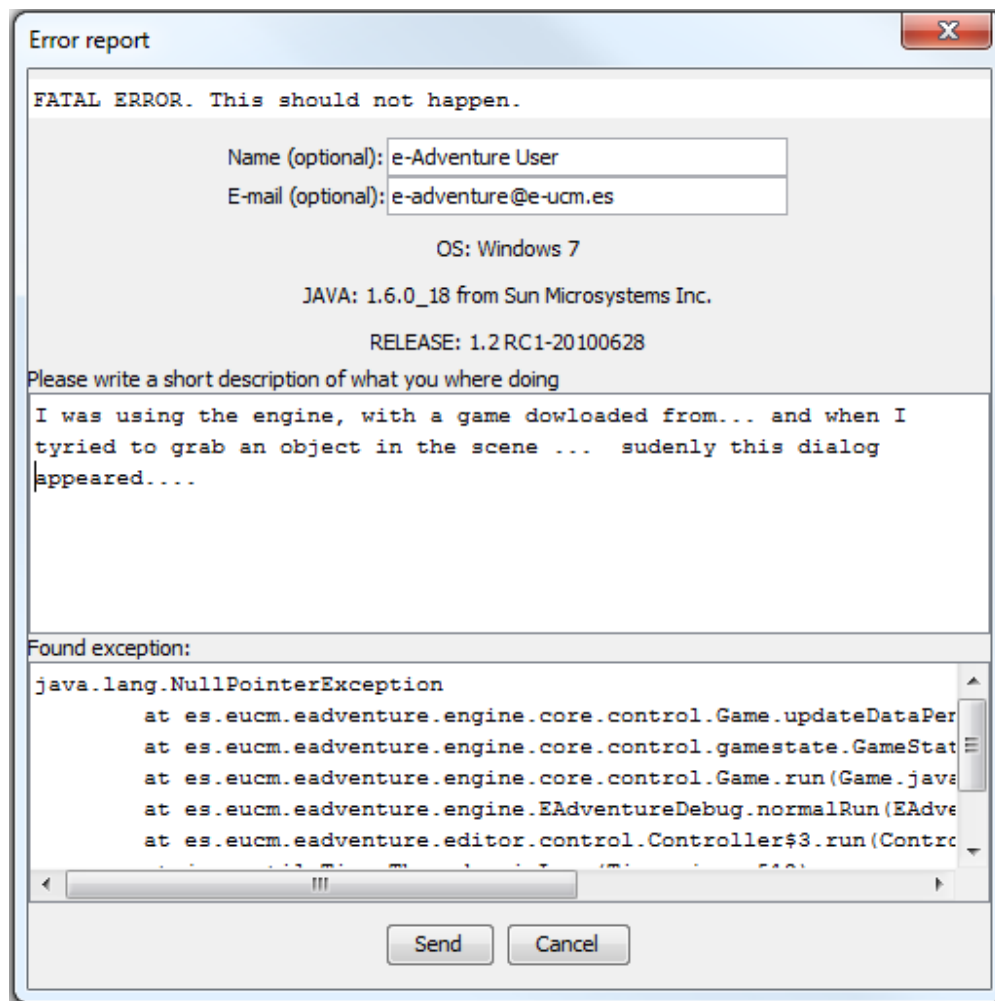 Error report
FATAL ERROR. This should not happen.
Name (optional): e-Adventure User
E-mail (optional): e-adventure@e-ucm.es
OS: Windows 7
JAVA: 1.6.0_18 from Sun Microsystems Inc.
RELEASE: 1.2 RC1-20100628
Please write a short description of what you where doing
I was using the engine, with a game dowloaded from... and when I
tyried to grab an object in the scene ... sudenly this dialog
appeared....
Found exception:
java.lang.NullPointerException
at es.eucm.eadventure.engine.core.control.Game.updateDataPer
at es.eucm.eadventure.engine.core.control.gamestate.GameStat
at es.eucm.eadventure.engine.core.control.Game.run(Game.java
at es.eucm.eadventure.engine.EAdventureDebug.normalRun(EAdve
at es.eucm.eadventure.editor.control.Controller$3.run(Contro
Send Cancel